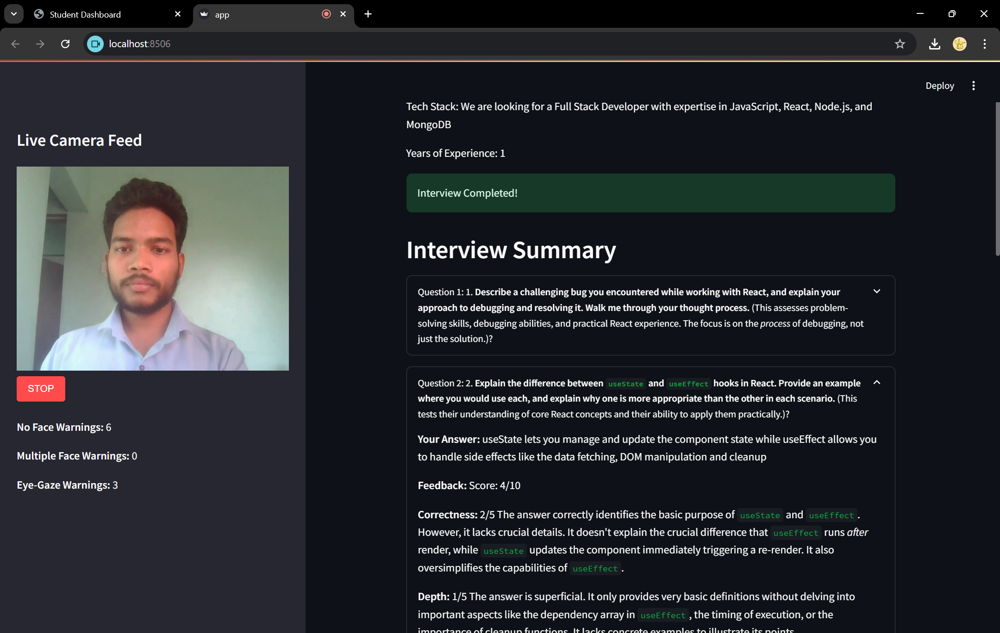 Student Dashboard
app
localhost:8506
Deploy
Live Camera Feed
STOP
No Face Warnings: 6
Multiple Face Warnings: 0
Eye-Gaze Warnings: 3
Tech Stack: We are looking for a Full Stack Developer with expertise in JavaScript, React, Node.js, and
MongoDB
Years of Experience: 1
Interview Completed!
Interview Summary
Question 1: 1. Describe a challenging bug you encountered while working with React, and explain your
approach to debugging and resolving it. Walk me through your thought process. (This assesses problem-
solving skills, debugging abilities, and practical React experience. The focus is on the process of debugging, not
just the solution.)?
Question 2: 2. Explain the difference between useState and useEffect hooks in React. Provide an example
where you would use each, and explain why one is more appropriate than the other in each scenario. (This
tests their understanding of core React concepts and their ability to apply them practically.)?
Your Answer: useState lets you manage and update the component state while useEffect allows you
to handle side effects like the data fetching, DOM manipulation and cleanup
Feedback: Score: 4/10
Correctness: 2/5 The answer correctly identifies the basic purpose of useState and useEffect.
However, it lacks crucial details. It doesn't explain the crucial difference that useEffect runs after
render, while useState updates the component immediately triggering a re-render. It also
oversimplifies the capabilities of useEffect.
Depth: 1/5 The answer is superficial. It only provides very basic definitions without delving into
important aspects like the dependency array in useEffect, the timing of execution, or the
importance of cleanup functions. It lacks concrete examples to illustrate its points.